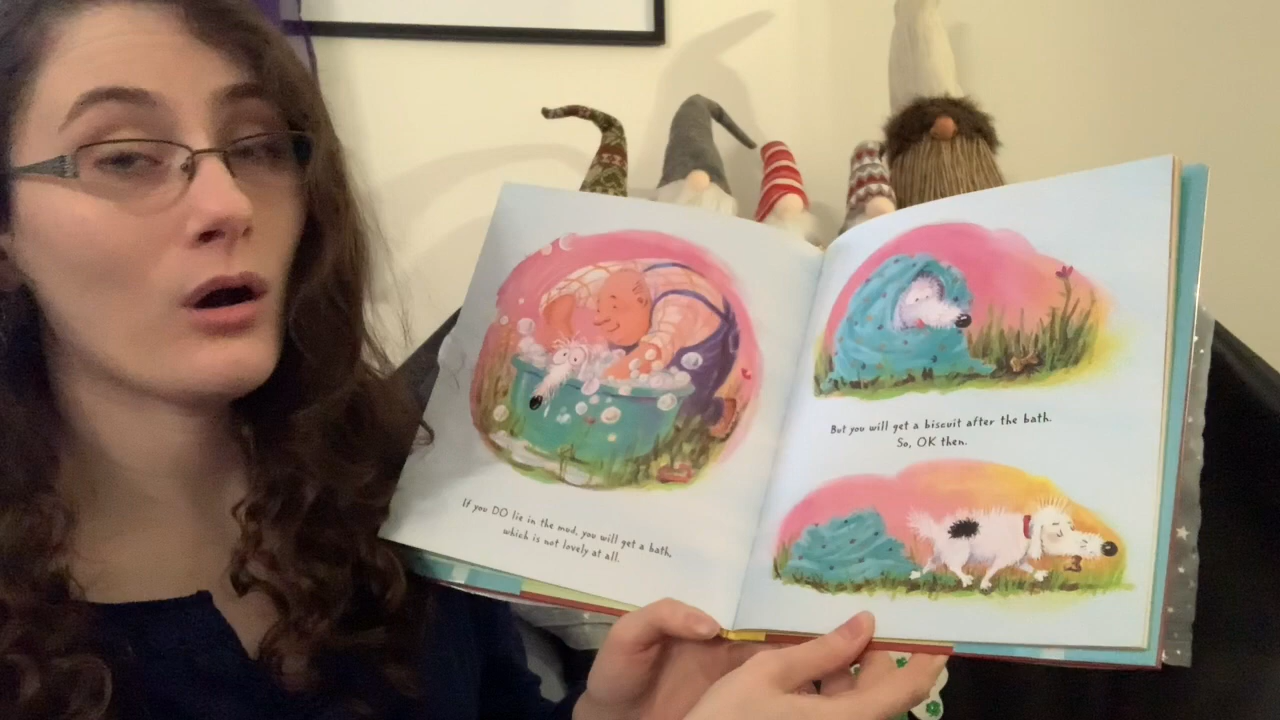 If you DO lie in the mud, you will get a bath,
which is not lovely at all.
But you will get a biscuit after the bath.
So, OK then.